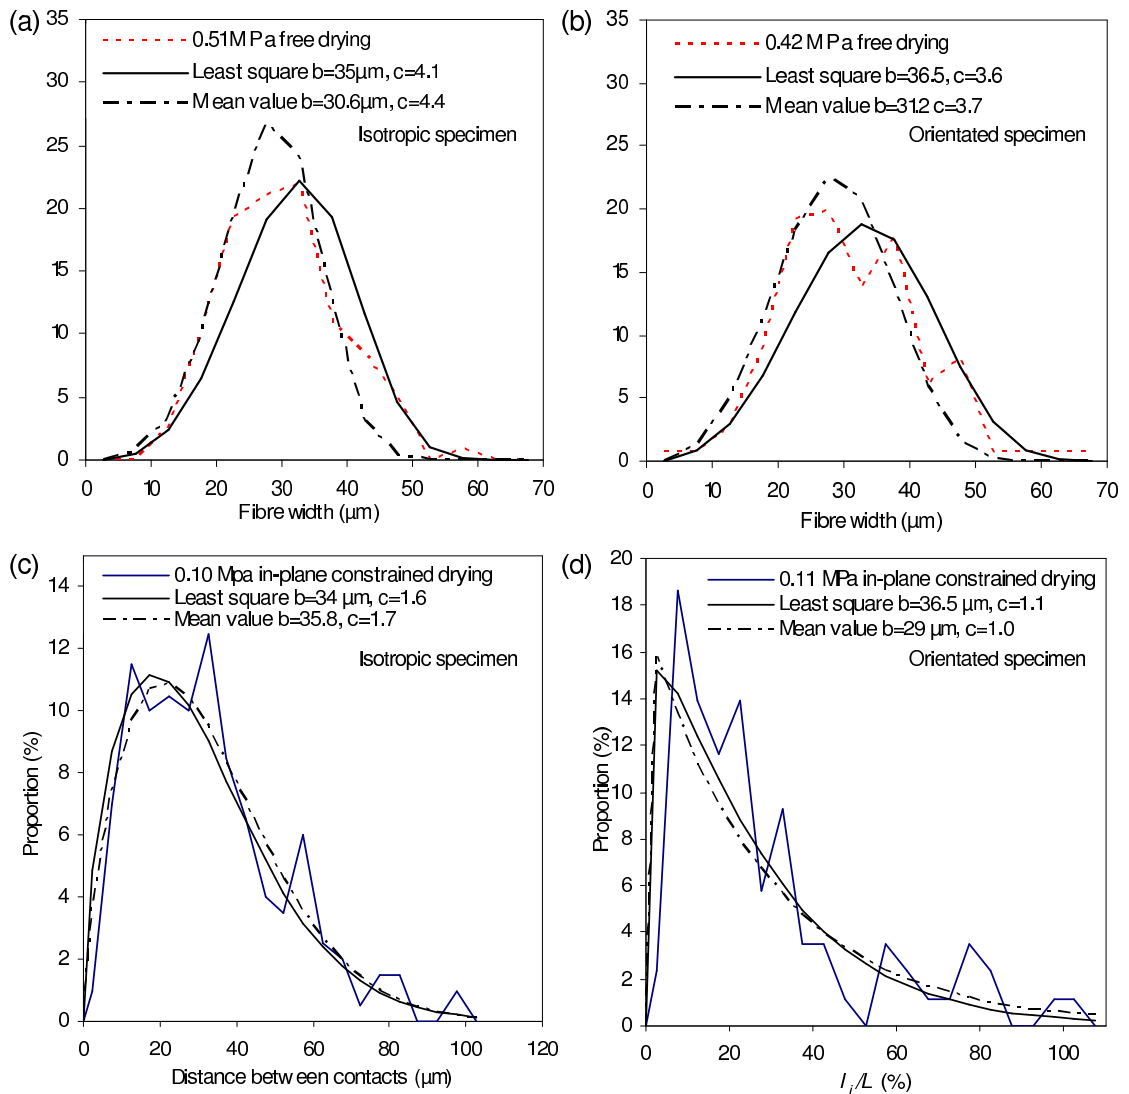 (a)
35
30
25
20
15
10
5
0
0.51MPa free drying
Least square b=35µm, c=4.1
Mean value b=30.6µm, c=4.4
Isotropic specimen
0 10 20 30 40 50 60 70
Fibre width (µm)
(b)
35
30
25
20
15
10
5
0
0.42 MPa free drying
Least square b=36.5, c=3.6
Mean value b=31.2 c=3.7
Orientated specimen
0 10 20 30 40 50 60 70
Fibre width (µm)
(c)
14
12
10
8
6
4
2
0
Proportion (%)
0.10 Mpa in-plane constrained drying
Least square b=34 µm, c=1.6
Mean value b=35.8, c=1.7
Isotropic specimen
0 20 40 60 80 100 120
Distance between contacts (µm)
(d)
20
18
16
14
12
10
8
6
4
2
0
Proportion (%)
0.11 MPa in-plane constrained drying
Least square b=36.5 µm, c=1.1
Mean value b=29 µm, c=1.0
Orientated specimen
0 20 40 60 80 100
l i /L (%)